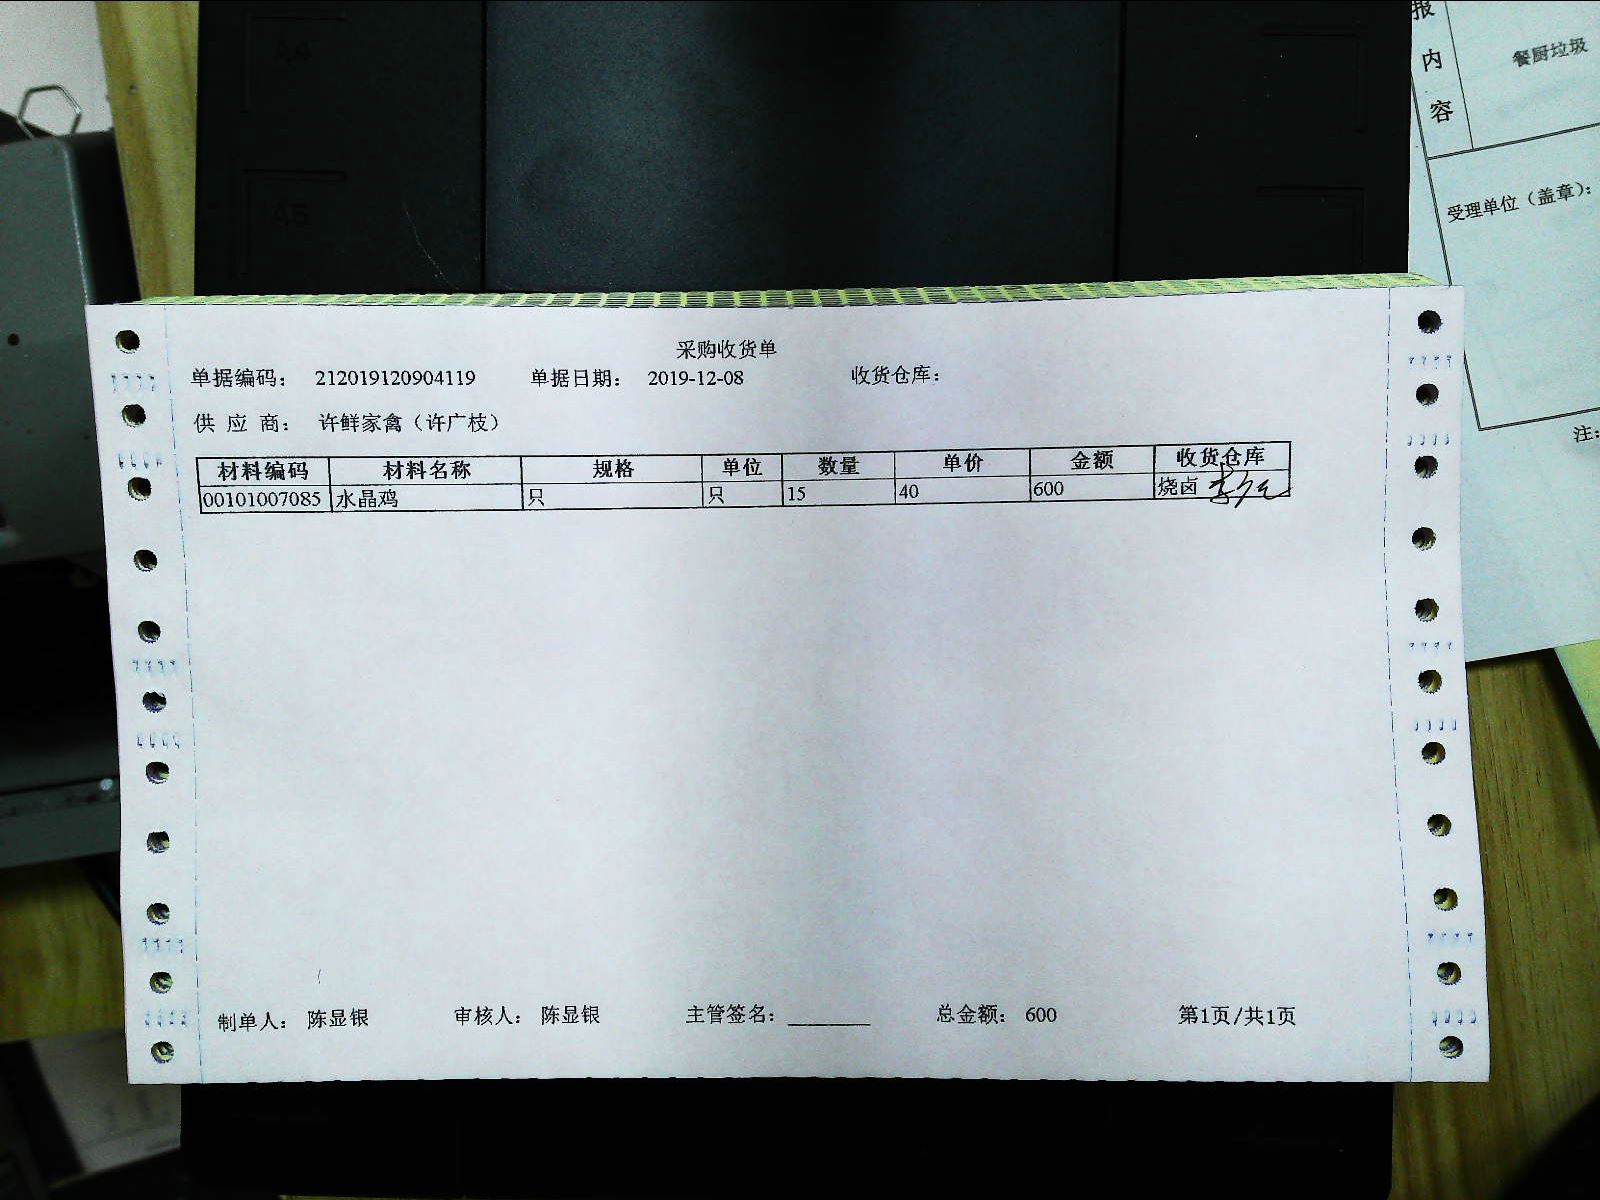 采购收货单
单据编码： 212019120904119 单据日期： 2019-12-08 收货仓库：
供 应 商： 许鲜家禽（许广枝）
材料编码 材料名称 规格 单位 数量 单价 金额 收货仓库
00101007085 水晶鸡 只 只 15 40 600 烧卤
制单人： 陈显银 审核人： 陈显银 主管签名： 总金额： 600 第1页/共1页
报
内
容
餐厨垃圾
受理单位（盖章）：
注：
A4
A5